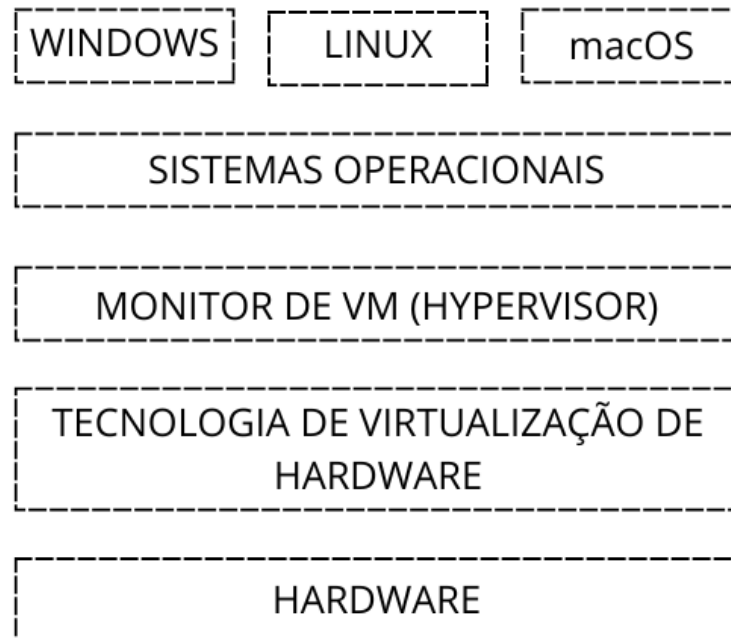 WINDOWS
LINUX
macOS
SISTEMAS OPERACIONAIS
MONITOR DE VM (HYPERVISOR)
TECNOLOGIA DE VIRTUALIZAÇÃO DE
HARDWARE
HARDWARE